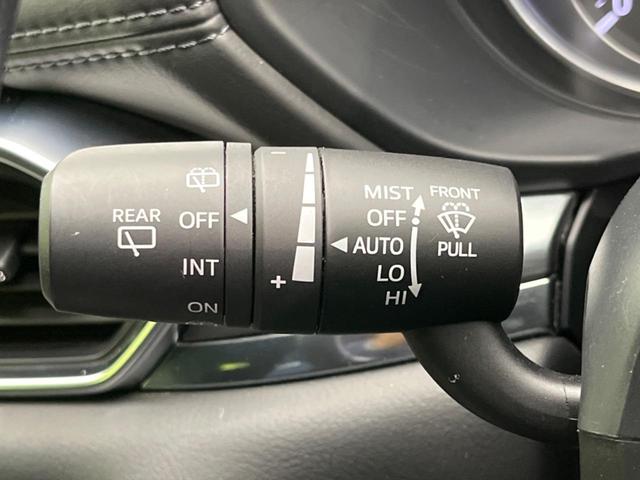 REAR
OFF
INT
ON
−
+
MIST
OFF
AUTO
LO
HI
FRONT
PULL